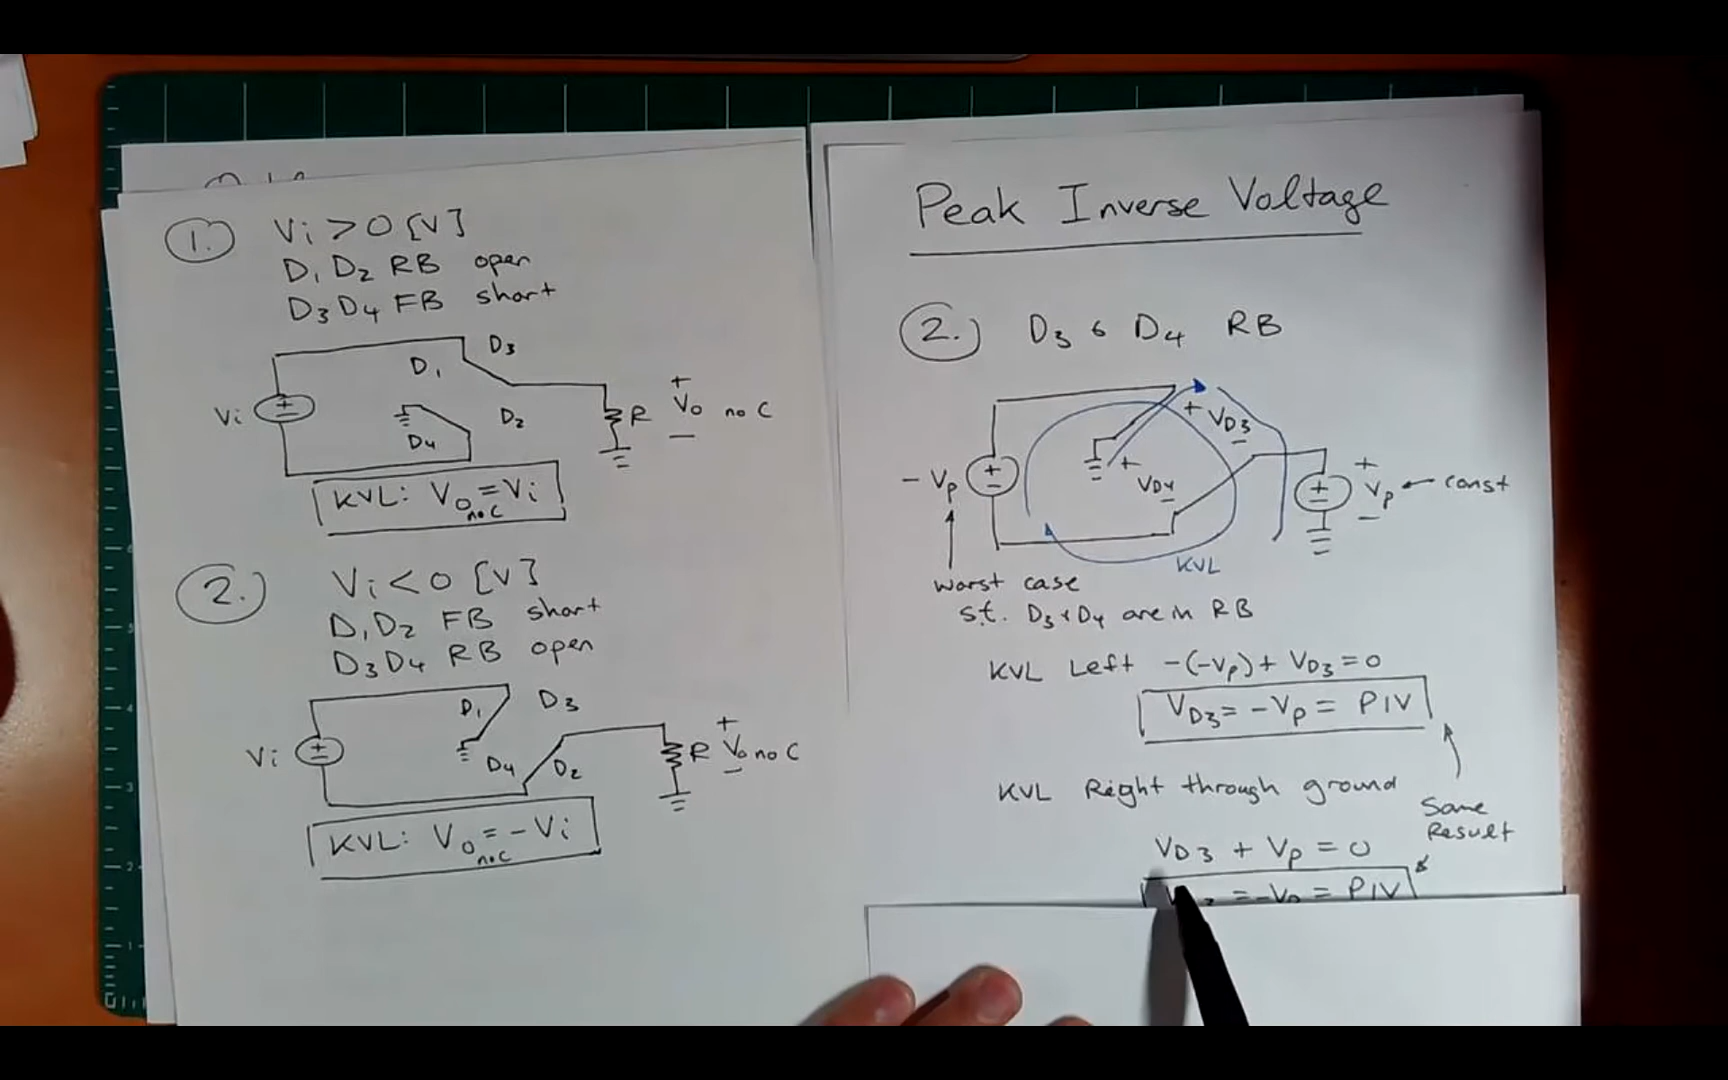 1. Vi > 0 [V]
D1 D2 RB open
D3 D4 FB short
D3
D1
Vi + - D2 R + Vo no C -
D4
KVL: Vo no C = Vi
2. Vi < 0 [V]
D1 D2 FB short
D3 D4 RB open
D1 D3
Vi + - D4 D2 R + Vo no C -
KVL: Vo no C = - Vi
Peak Inverse Voltage
2. D3 & D4 RB
+ VD3 -
- Vp + - + VD4 - + - + Vp - ← const
KVL
worst case
s.t. D3 & D4 are in RB
KVL Left -(-Vp) + VD3 = 0
VD3 = -Vp = PIV
KVL Right through ground
Same
Result
VD3 + Vp = 0
= -Vp = PIV